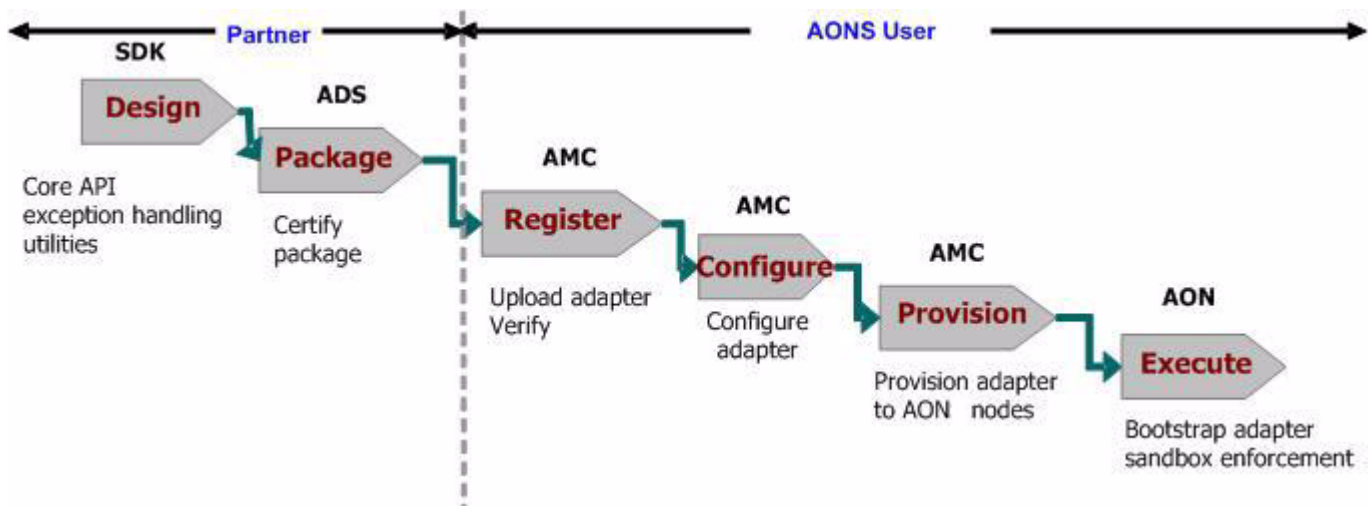 Partner
AONS User
SDK
Design
Core API
exception handling
utilities
ADS
Package
Certify
package
AMC
Register
Upload adapter
Verify
AMC
Configure
Configure
adapter
AMC
Provision
Provision adapter
to AON nodes
AON
Execute
Bootstrap adapter
sandbox enforcement